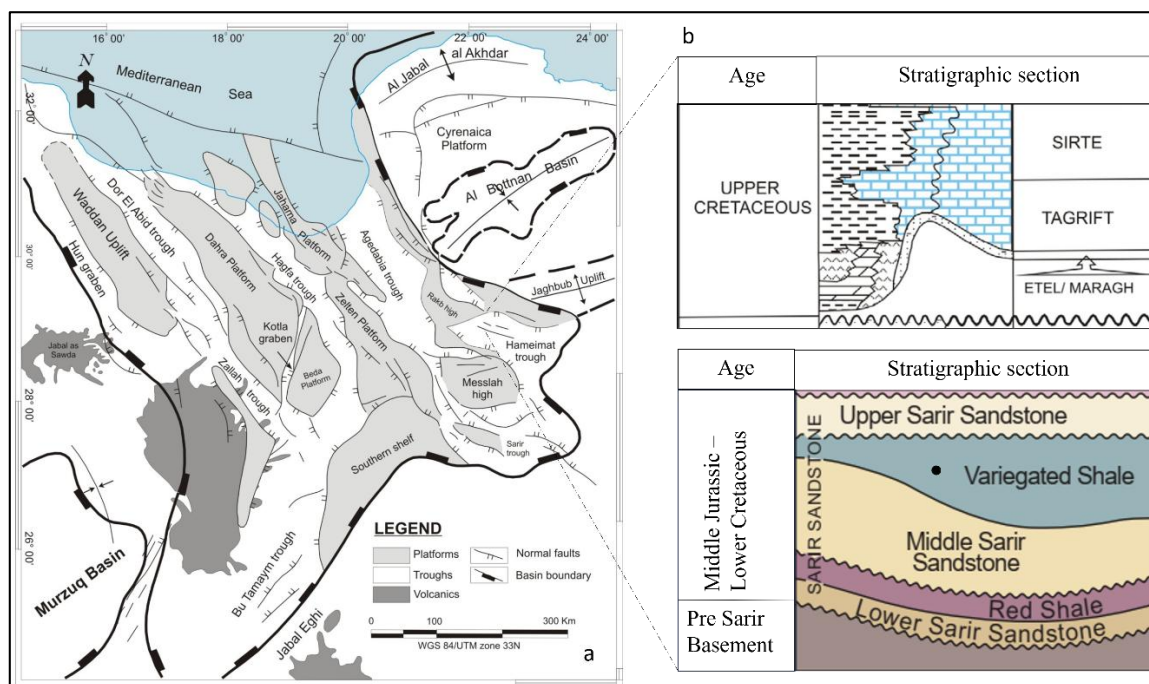 16˚ 00'
18˚ 00'
20˚ 00'
22˚ 00'
24˚ 00'
32˚ 00'
30˚ 00'
28˚ 00'
26˚ 00'
N
Mediterranean
Sea
Al Jabal al Akhdar
Cyrenaica
Platform
Al Bottnan Basin
Jaghbub Uplift
Waddan Uplift
Hun graben
Dor El Abid trough
Dahra Platform
Hagfa trough
Jahama
Platform
Agedabia trough
Zelten Platform
Rakb high
Hameimat
trough
Kotla
graben
Beda
Platform
Messlah
high
Jabal as
Sawda
Zallah trough
Sarir
trough
Southern shelf
Murzuq Basin
Bu Tamaym trough
Jabal Eghi
LEGEND
Platforms
Normal faults
Troughs
Basin boundary
Volcanics
0
100
300 Km
WGS 84/UTM zone 33N
a
b
Age
Stratigraphic section
UPPER
CRETACEOUS
SIRTE
TAGRIFT
ETEL/ MARAGH
Age
Stratigraphic section
Middle Jurassic –
Lower Cretaceous
Pre Sarir
Basement
SARIR SANDSTONE
Upper Sarir Sandstone
Variegated Shale
Middle Sarir
Sandstone
Red Shale
Lower Sarir Sandstone